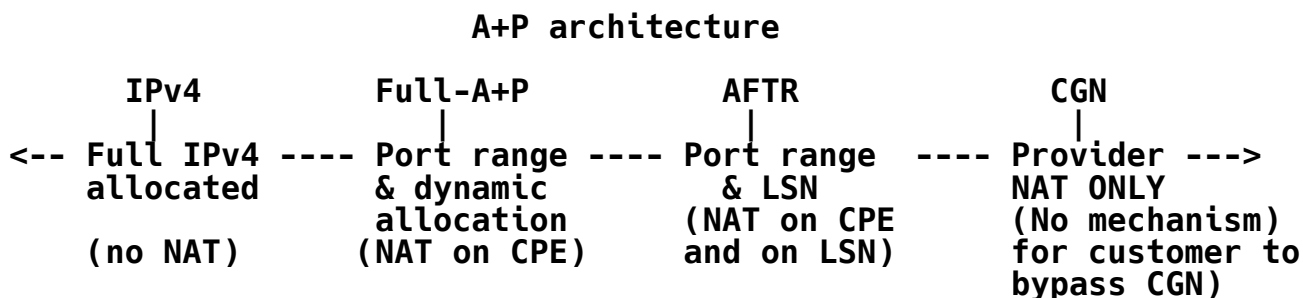 A+P architecture
IPv4 Full-A+P AFTR CGN
| | | |
<-- Full IPv4 ---- Port range ---- Port range ---- Provider --->
allocated & dynamic & LSN NAT ONLY
allocation (NAT on CPE (No mechanism)
(no NAT) (NAT on CPE) and on LSN) for customer to
bypass CGN)